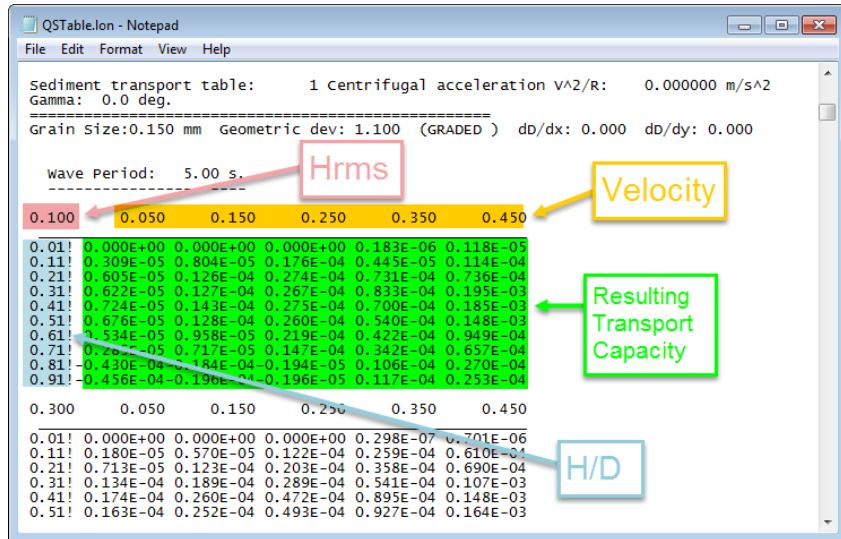 QSTable.lon - Notepad
File Edit Format View Help
Sediment transport table: 1 Centrifugal acceleration V^2/R: 0.000000 m/s^2
Gamma: 0.0 deg.
Grain Size:0.150 mm Geometric dev: 1.100 (GRADED ) dD/dx: 0.000 dD/dy: 0.000
Wave Period: 5.00 s.
Hrms
Velocity
0.100 0.050 0.150 0.250 0.350 0.450
0.01! 0.000E+00 0.000E+00 0.000E+00 0.183E-06 0.118E-05
0.11! 0.309E-05 0.804E-05 0.176E-04 0.445E-05 0.114E-04
0.21! 0.605E-05 0.126E-04 0.274E-04 0.731E-04 0.736E-04
0.31! 0.622E-05 0.127E-04 0.267E-04 0.833E-04 0.195E-03
0.41! 0.724E-05 0.143E-04 0.275E-04 0.700E-04 0.185E-03
0.51! 0.676E-05 0.128E-04 0.260E-04 0.540E-04 0.148E-03
0.61! 0.534E-05 0.958E-05 0.219E-04 0.422E-04 0.949E-04
0.71! 0.717E-05 0.147E-04 0.342E-04 0.657E-04
0.81!-0.430E-04-0.184E-04-0.194E-05 0.106E-04 0.270E-04
0.91!-0.456E-04-0.196E-04-0.196E-05 0.117E-04 0.253E-04
Resulting
Transport
Capacity
0.300 0.050 0.150 0.250 0.350 0.450
0.01! 0.000E+00 0.000E+00 0.000E+00 0.298E-07 0.701E-06
0.11! 0.180E-05 0.570E-05 0.122E-04 0.259E-04 0.610E-04
0.21! 0.713E-05 0.123E-04 0.203E-04 0.358E-04 0.690E-04
0.31! 0.134E-04 0.189E-04 0.289E-04 0.541E-04 0.107E-03
0.41! 0.174E-04 0.260E-04 0.472E-04 0.895E-04 0.148E-03
0.51! 0.163E-04 0.252E-04 0.493E-04 0.927E-04 0.164E-03
H/D